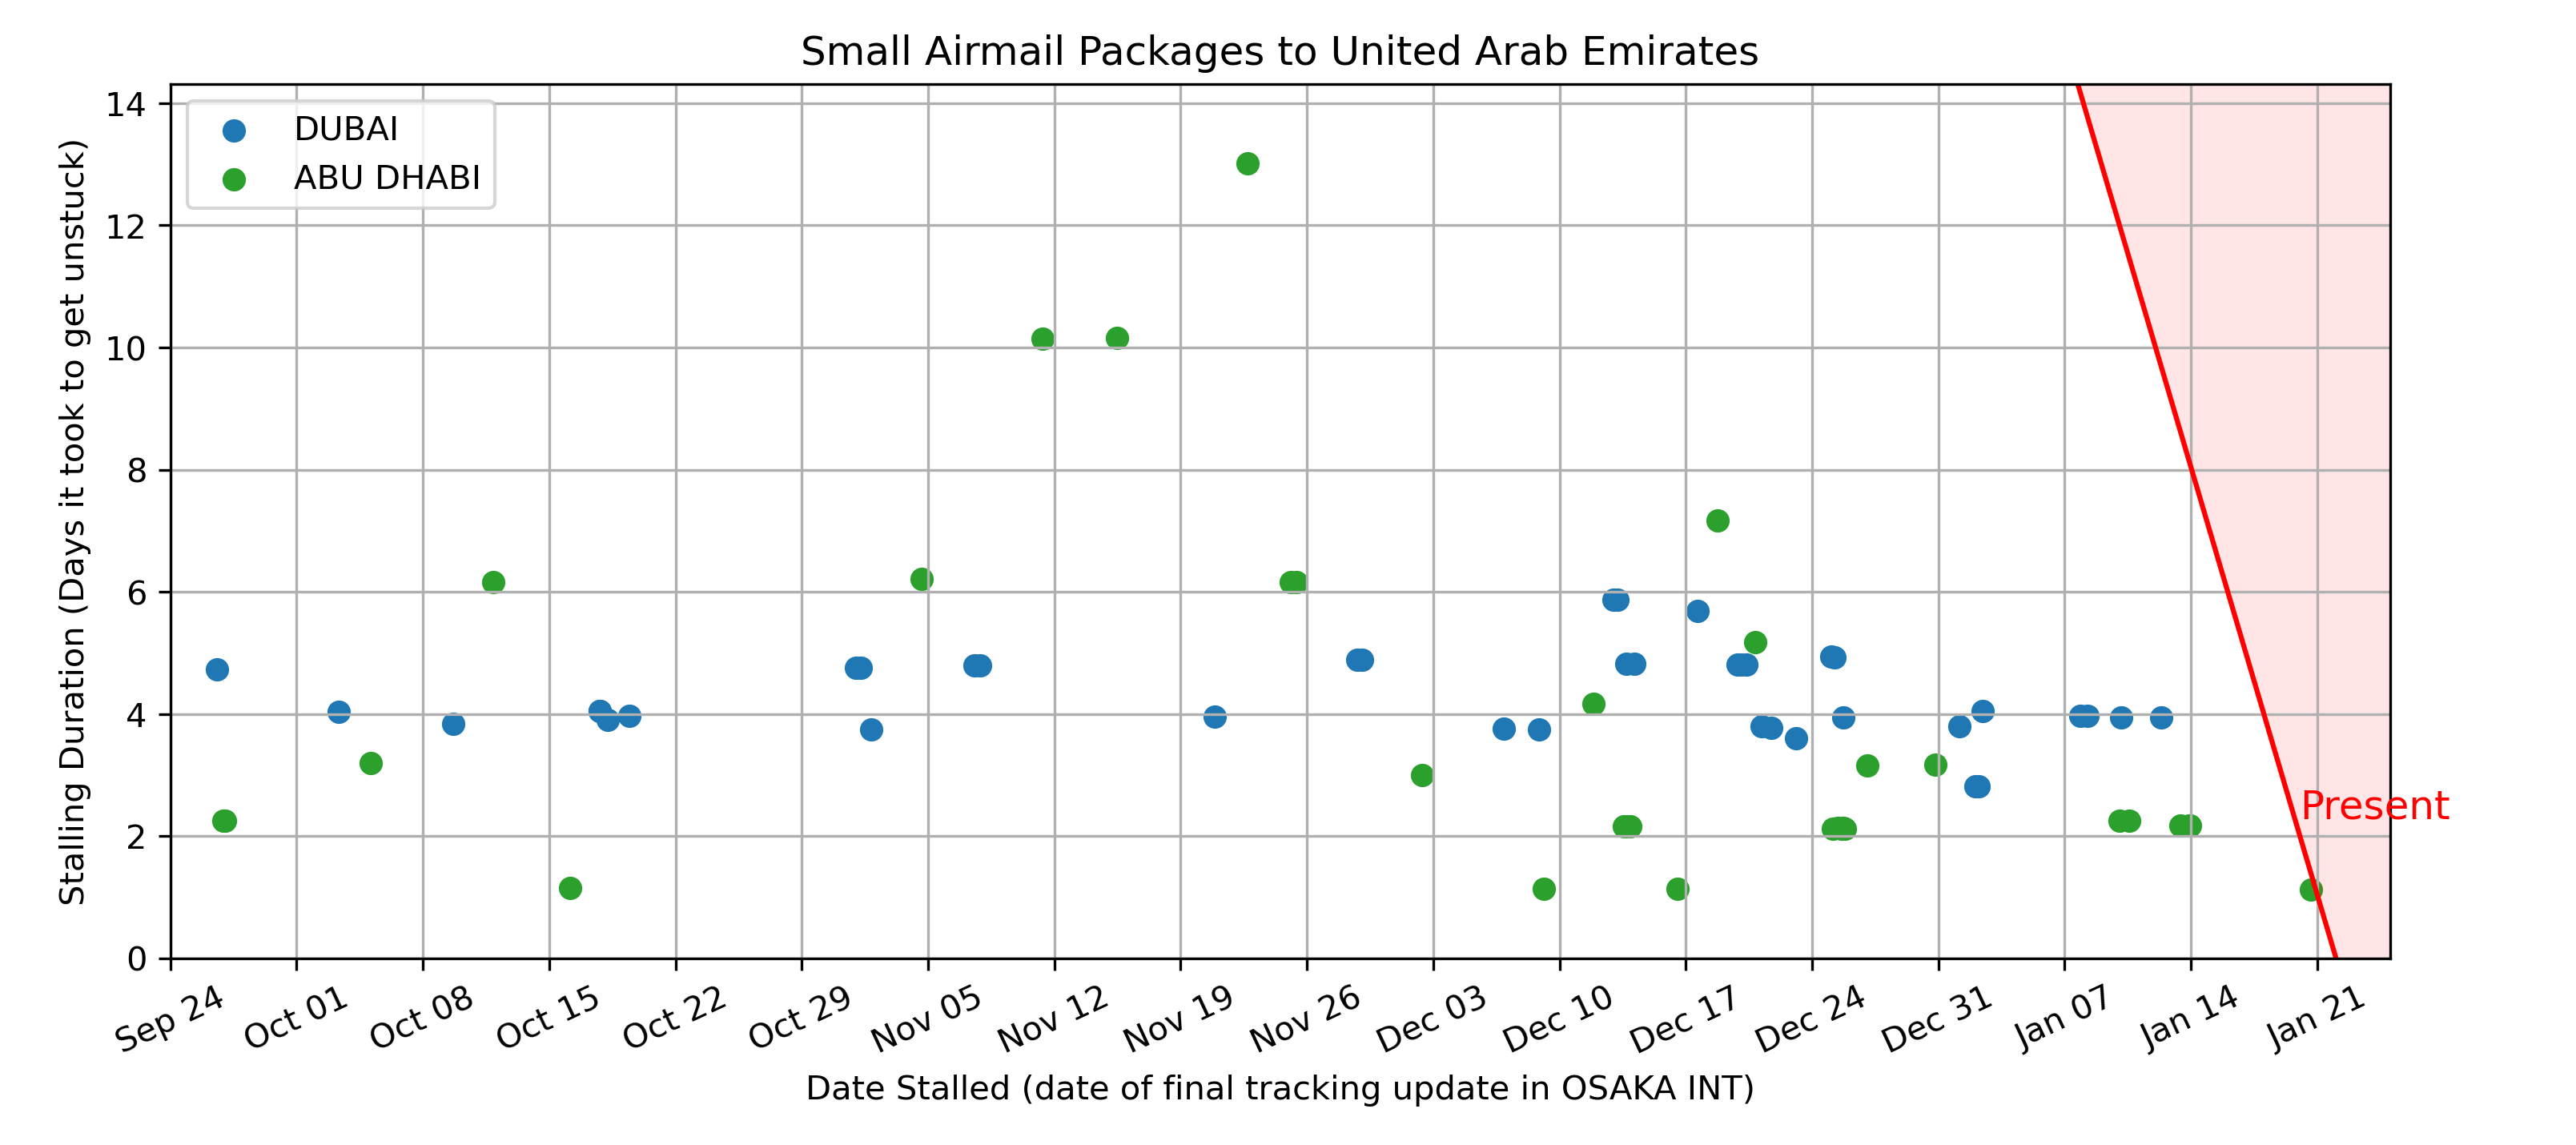 Small Airmail Packages to United Arab Emirates
DUBAI
ABU DHABI
Stalling Duration (Days it took to get unstuck)
14
12
10
8
6
4
2
0
Present
Sep 24
Oct 01
Oct 08
Oct 15
Oct 22
Oct 29
Nov 05
Nov 12
Nov 19
Nov 26
Dec 03
Dec 10
Dec 17
Dec 24
Dec 31
Jan 07
Jan 14
Jan 21
Date Stalled (date of final tracking update in OSAKA INT)